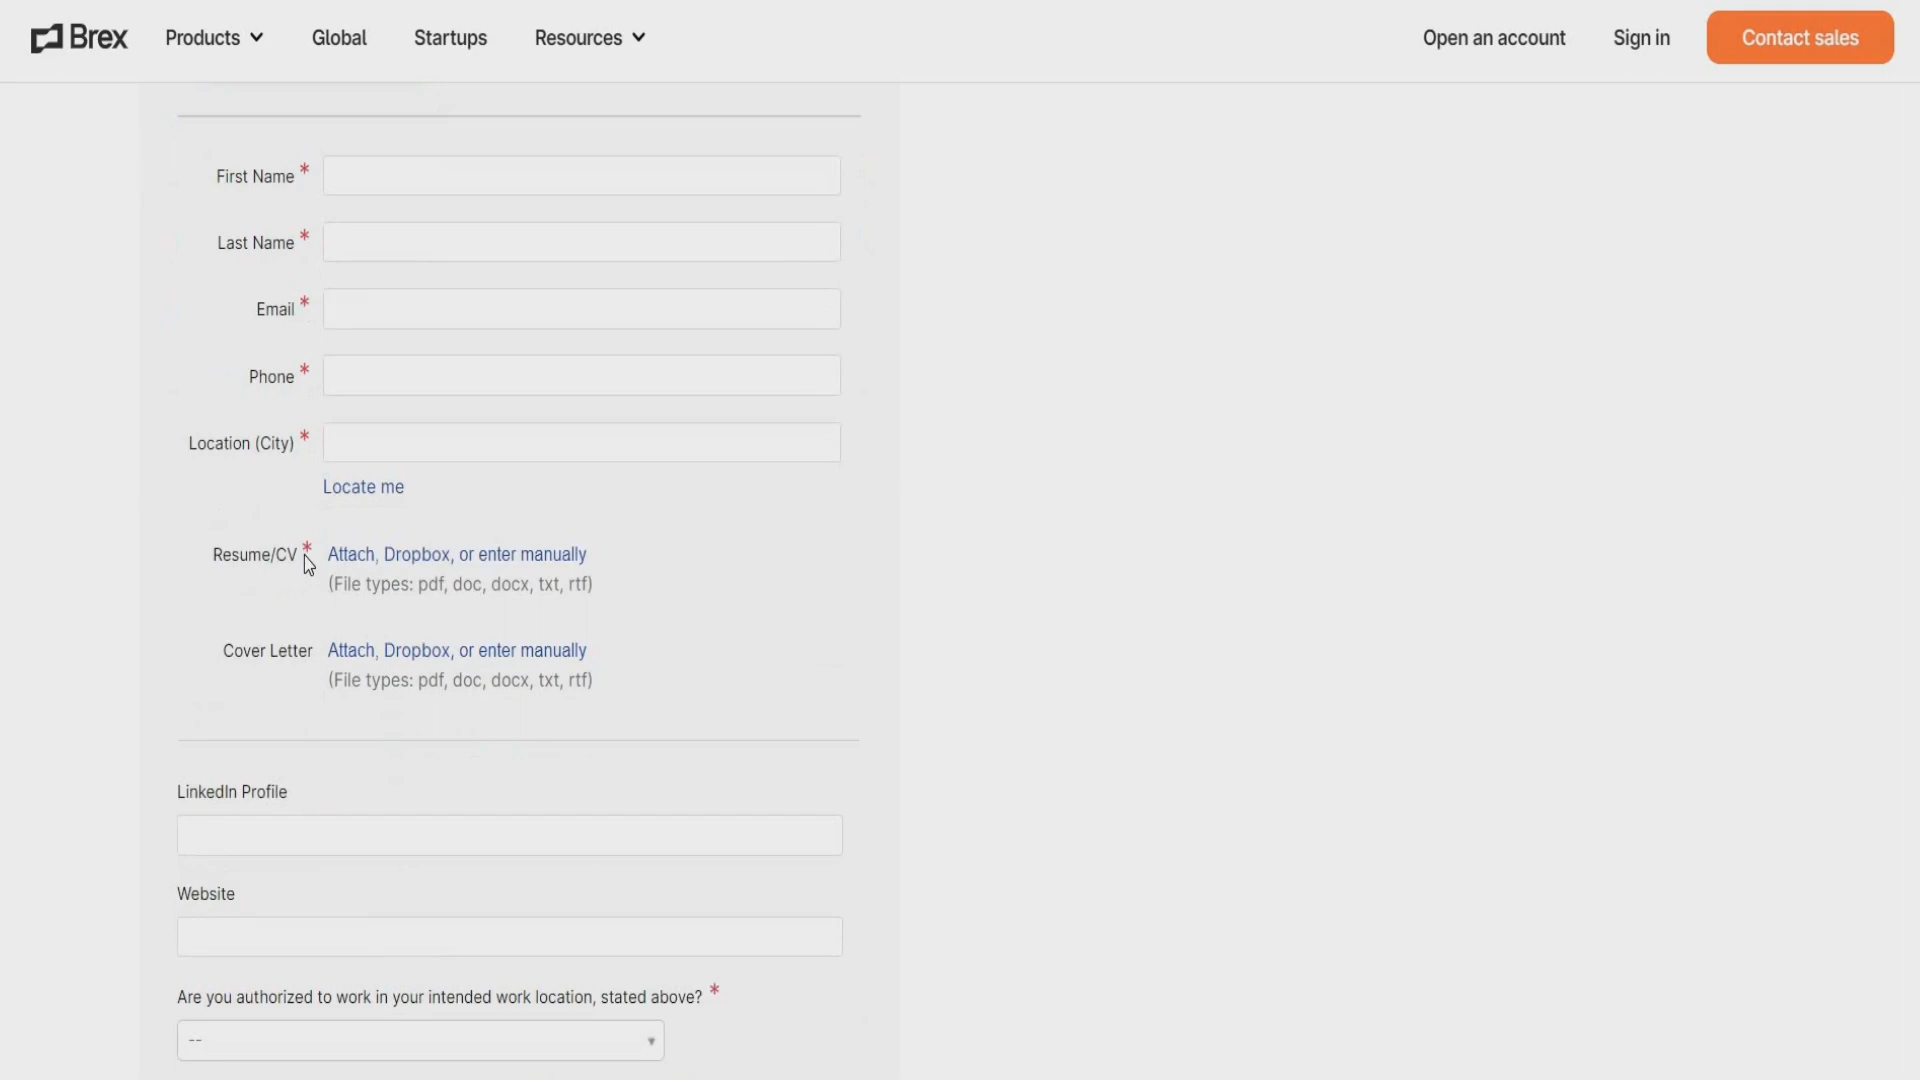 Brex Products Global Startups Resources Open an account Sign in Contact sales
First Name *
Last Name *
Email *
Phone *
Location (City) *
Locate me
Resume/CV * Attach, Dropbox, or enter manually
(File types: pdf, doc, docx, txt, rtf)
Cover Letter Attach, Dropbox, or enter manually
(File types: pdf, doc, docx, txt, rtf)
LinkedIn Profile
Website
Are you authorized to work in your intended work location, stated above? *
--